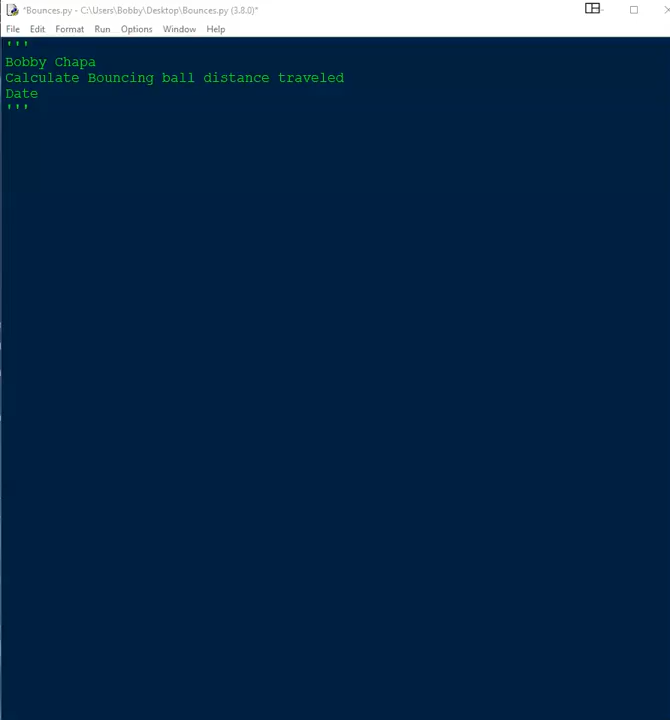 *Bounces.py - C:\Users\Bobby\Desktop\Bounces.py (3.8.0)*
File Edit Format Run Options Window Help
'''
Bobby Chapa
Calculate Bouncing ball distance traveled
Date
'''